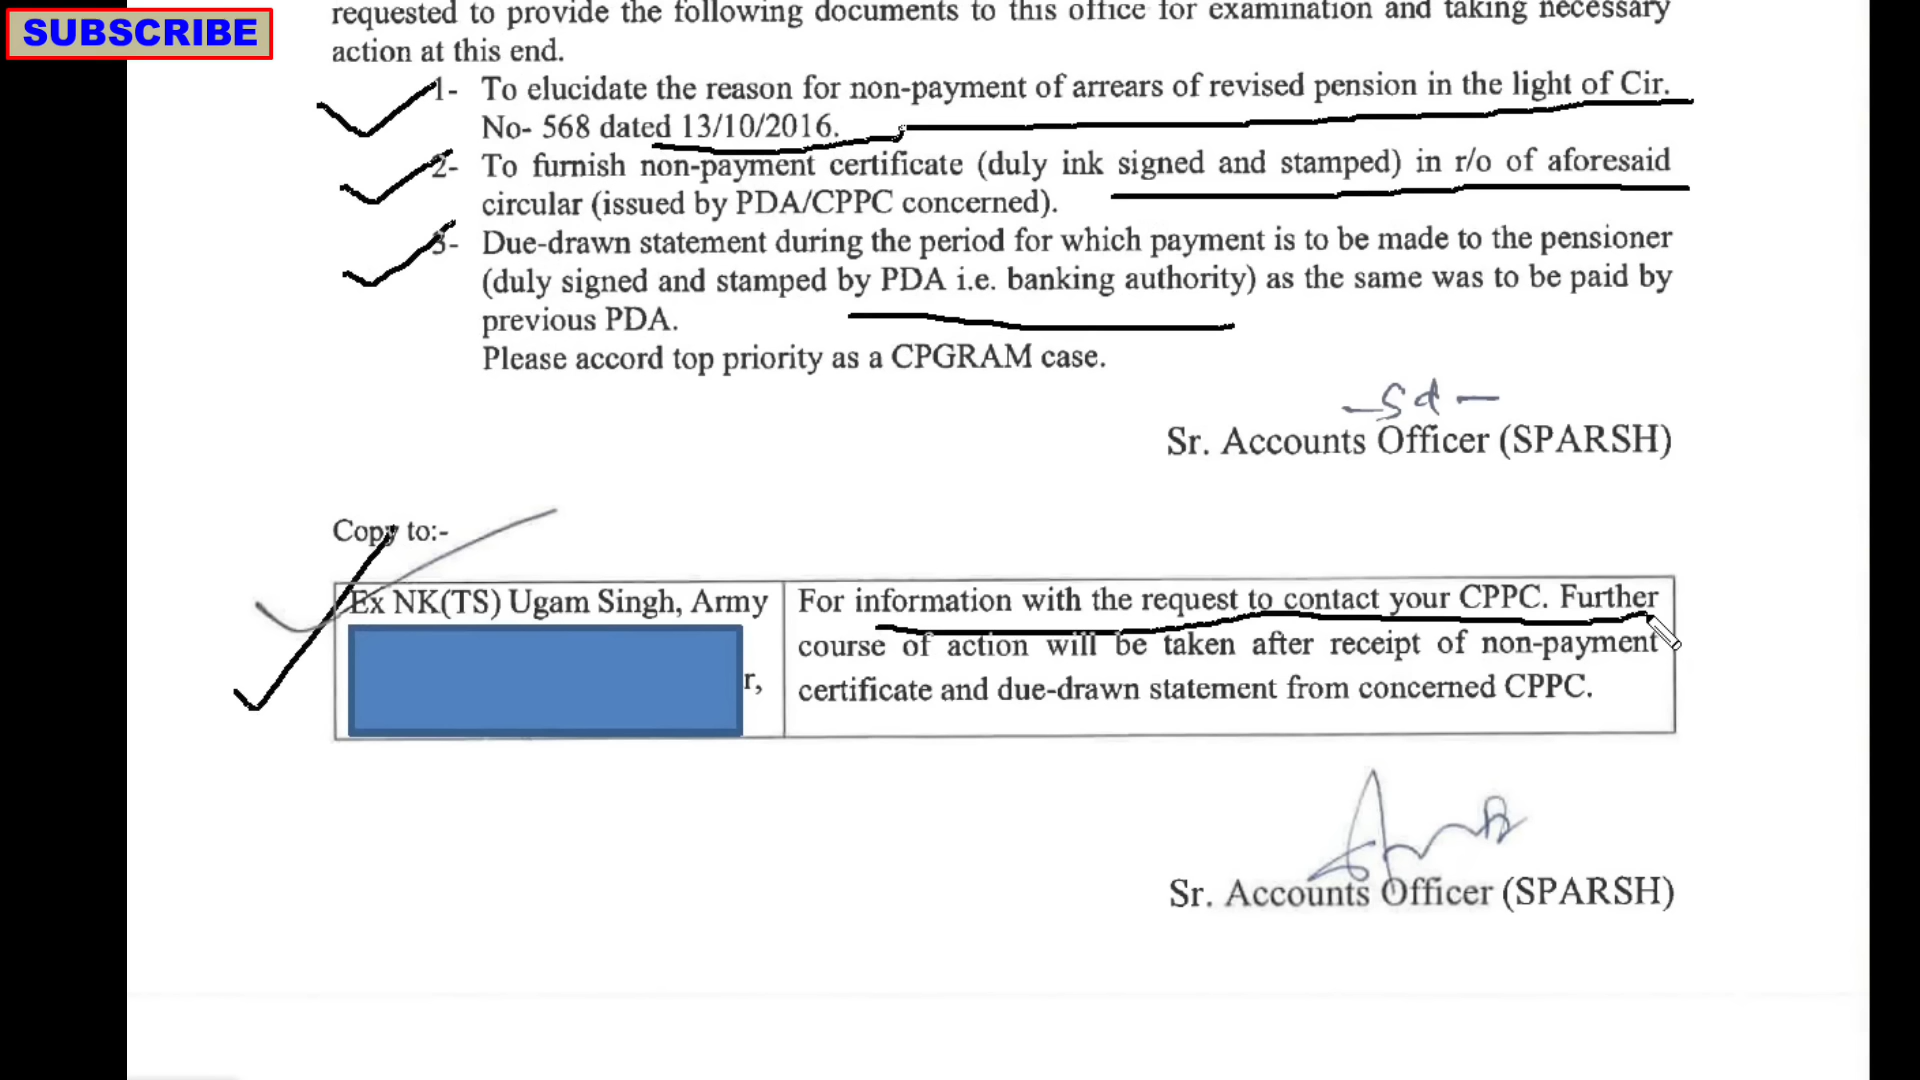 SUBSCRIBE
requested to provide the following documents to this office for examination and taking necessary
action at this end.
1- To elucidate the reason for non-payment of arrears of revised pension in the light of Cir.
No- 568 dated 13/10/2016.
2- To furnish non-payment certificate (duly ink signed and stamped) in r/o of aforesaid
circular (issued by PDA/CPPC concerned).
3- Due-drawn statement during the period for which payment is to be made to the pensioner
(duly signed and stamped by PDA i.e. banking authority) as the same was to be paid by
previous PDA.
Please accord top priority as a CPGRAM case.
-Sd-
Sr. Accounts Officer (SPARSH)
Copy to:-
Ex NK(TS) Ugam Singh, Army
r,
For information with the request to contact your CPPC. Further
course of action will be taken after receipt of non-payment
certificate and due-drawn statement from concerned CPPC.
Sr. Accounts Officer (SPARSH)